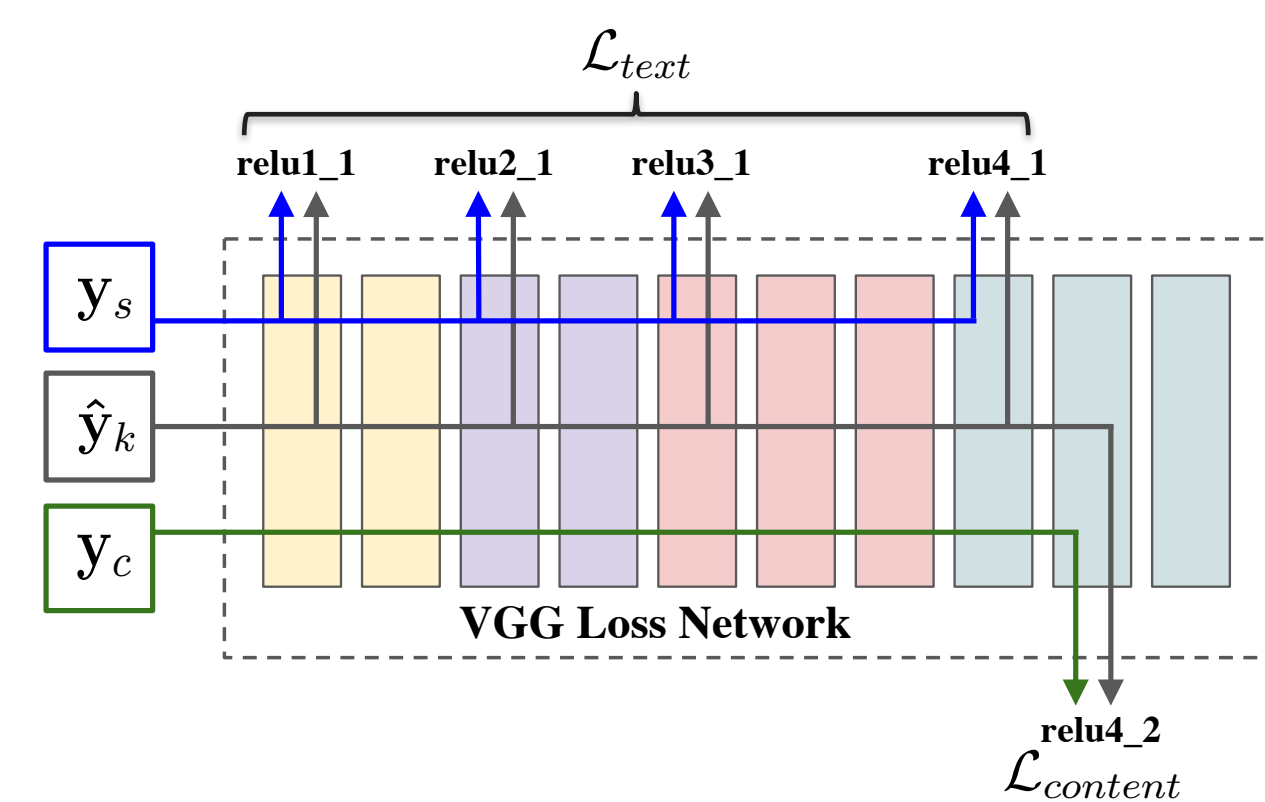 ℒ_text
relu1_1 relu2_1 relu3_1 relu4_1
y_s
ŷ_k
y_c
VGG Loss Network
relu4_2
ℒ_content